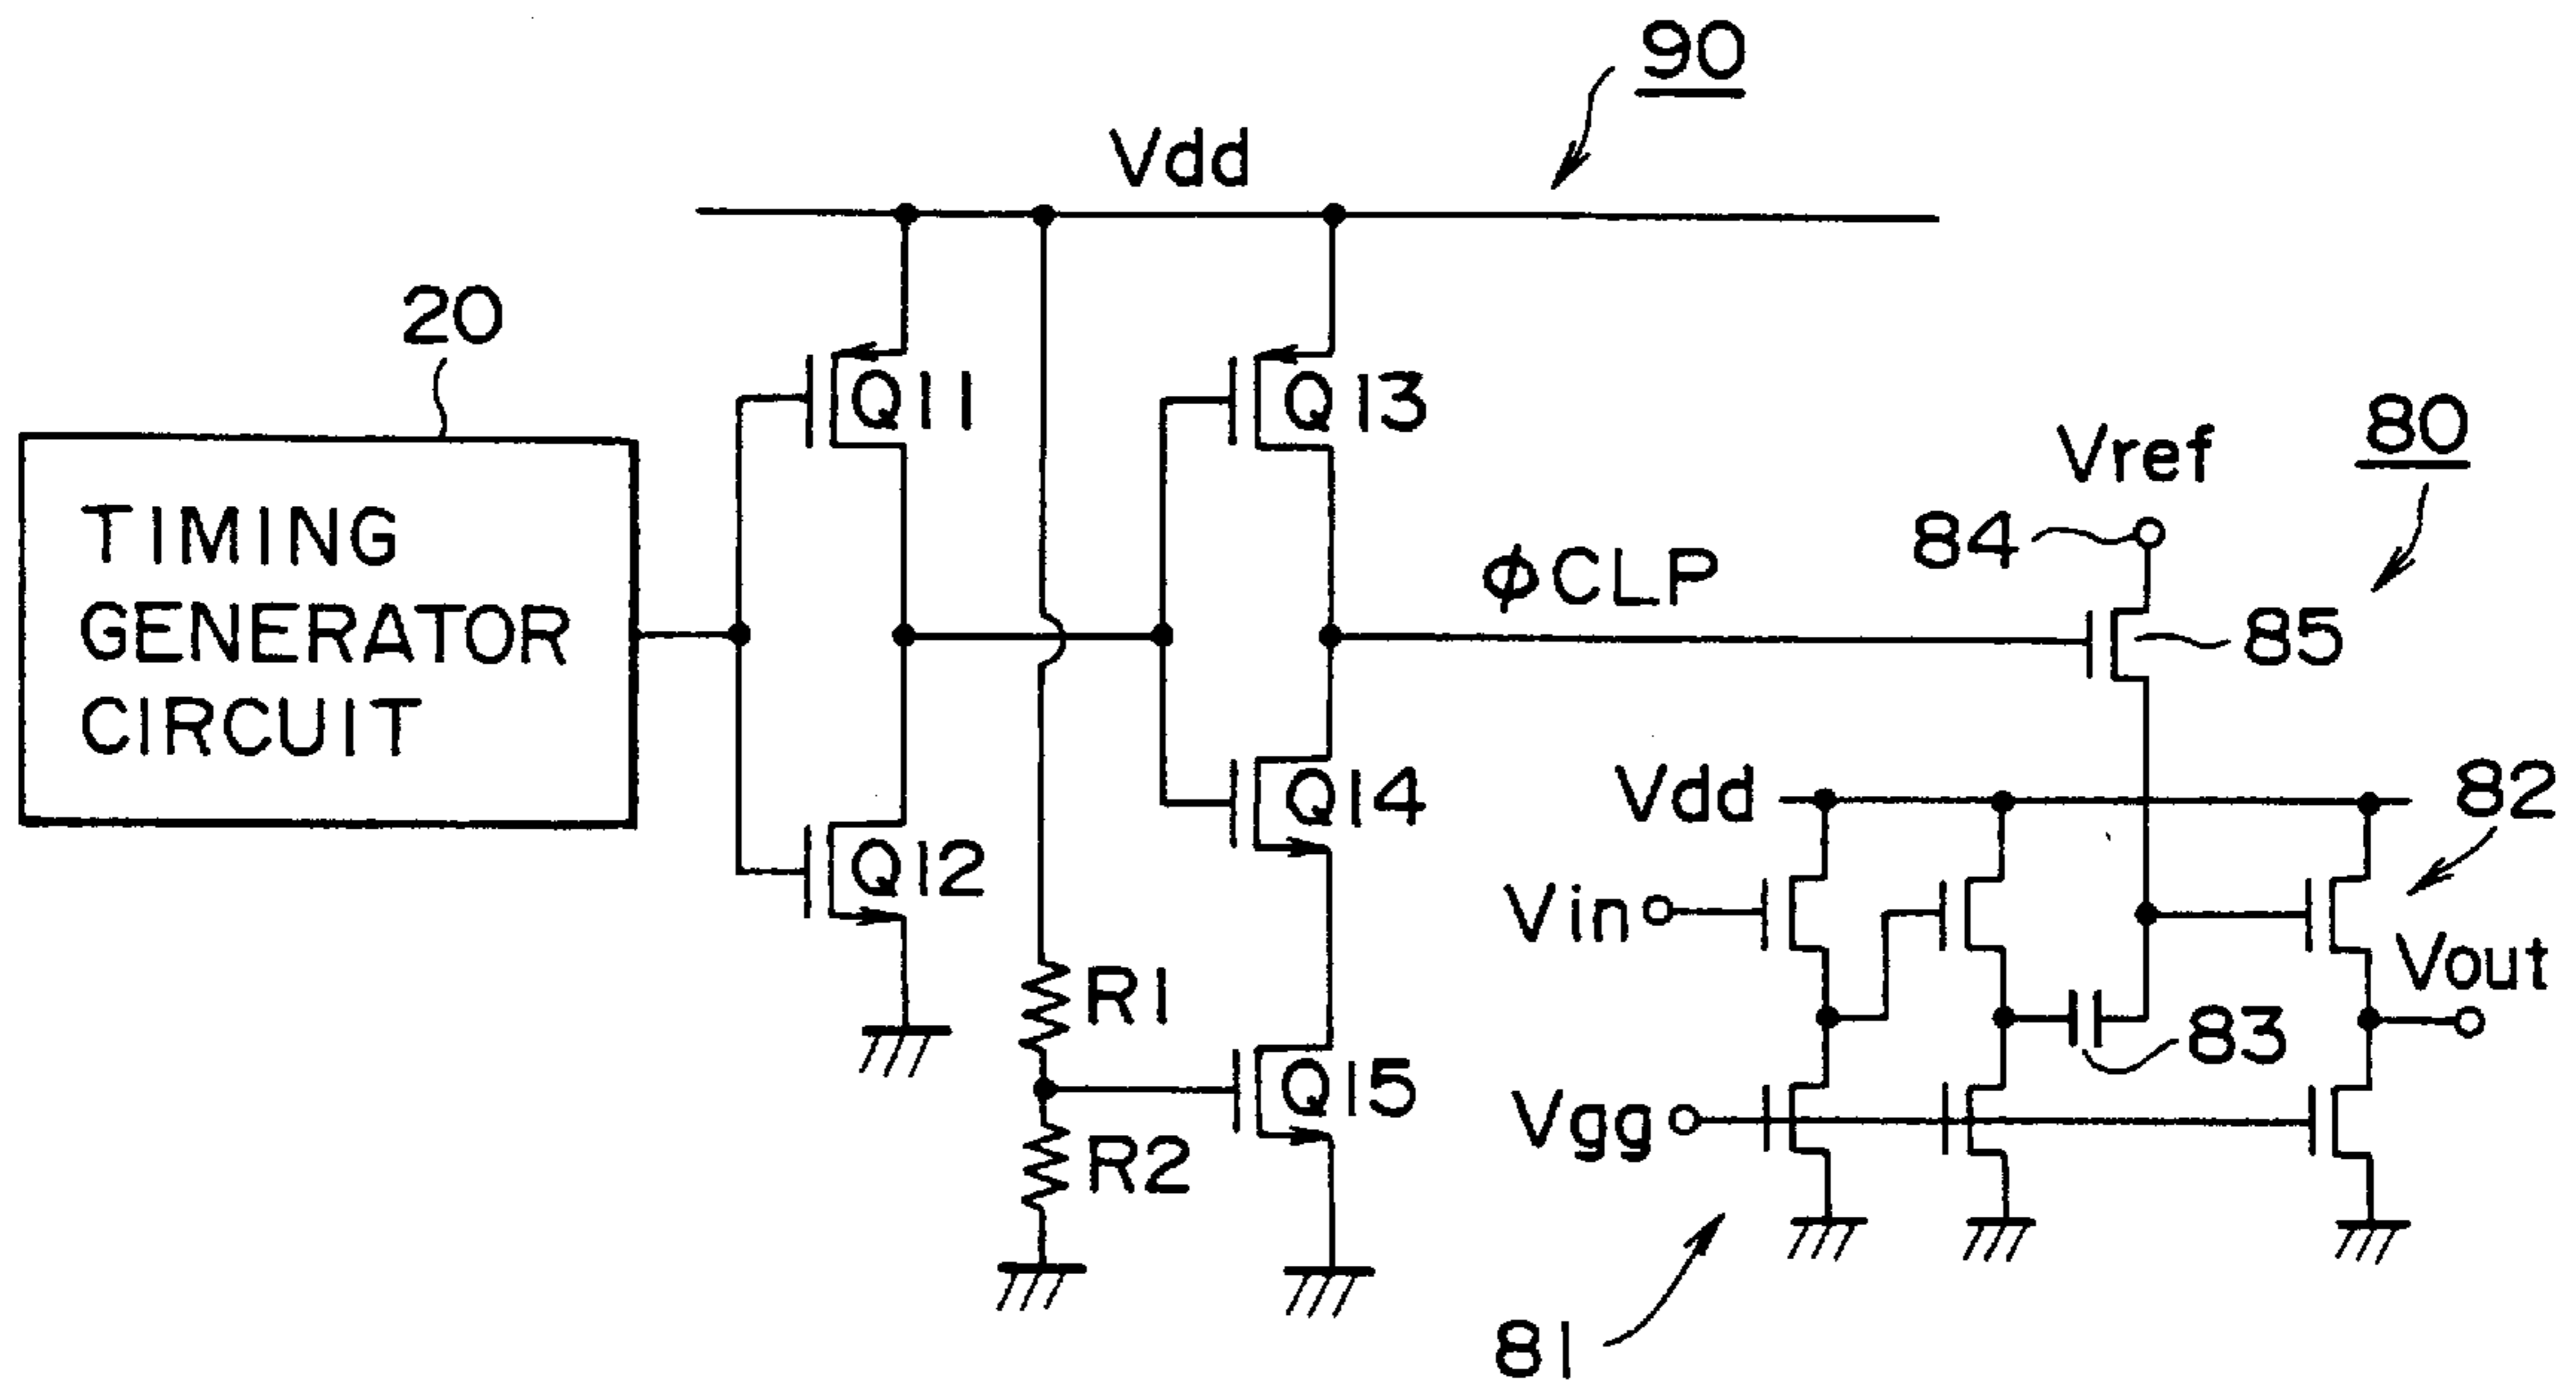 90
Vdd
20
Q11
Q13
80
Vref
84
TIMING
GENERATOR
CIRCUIT
ϕCLP
85
Vdd
Q14
82
Q12
Vin
Vout
R1
83
Q15
Vgg
R2
81